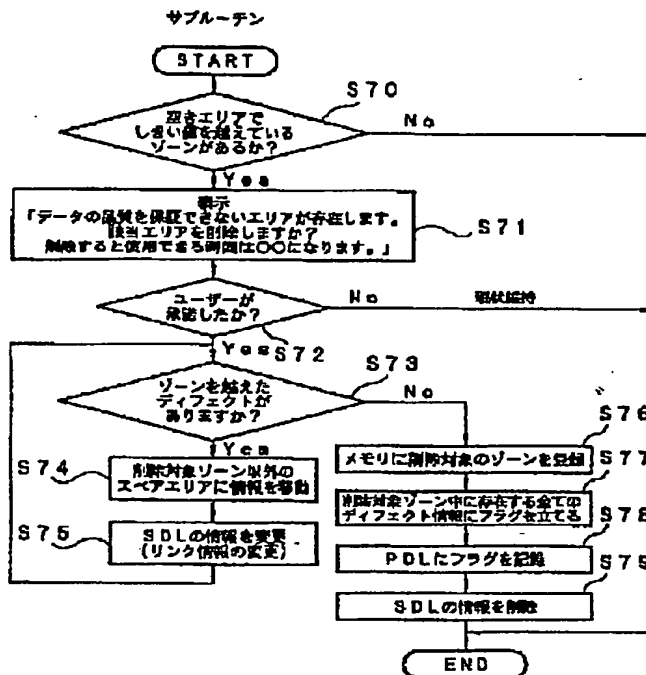 サブルーチン
START
S70
空きエリアで
しきい値を越えている
ゾーンがあるか?
No
Yes
表示
「データの品質を保証できないエリアが存在します。
該当エリアを削除しますか?
削除すると使用できる時間は〇〇になります。」
S71
ユーザーが
承認したか?
No
現状維持
Yes
S72
ゾーンを越えた
ディフェクトが
ありますか?
S73
No
Yes
S74
削除対象ゾーン以外の
スペアエリアに情報を移動
S75
SDLの情報を変更
(リンク情報の変更)
S76
メモリに削除対象のゾーンを登録
S77
削除対象ゾーン中に存在する全ての
ディフェクト情報にフラグを立てる
S78
PDLにフラグを記録
S79
SDLの情報を削除
END